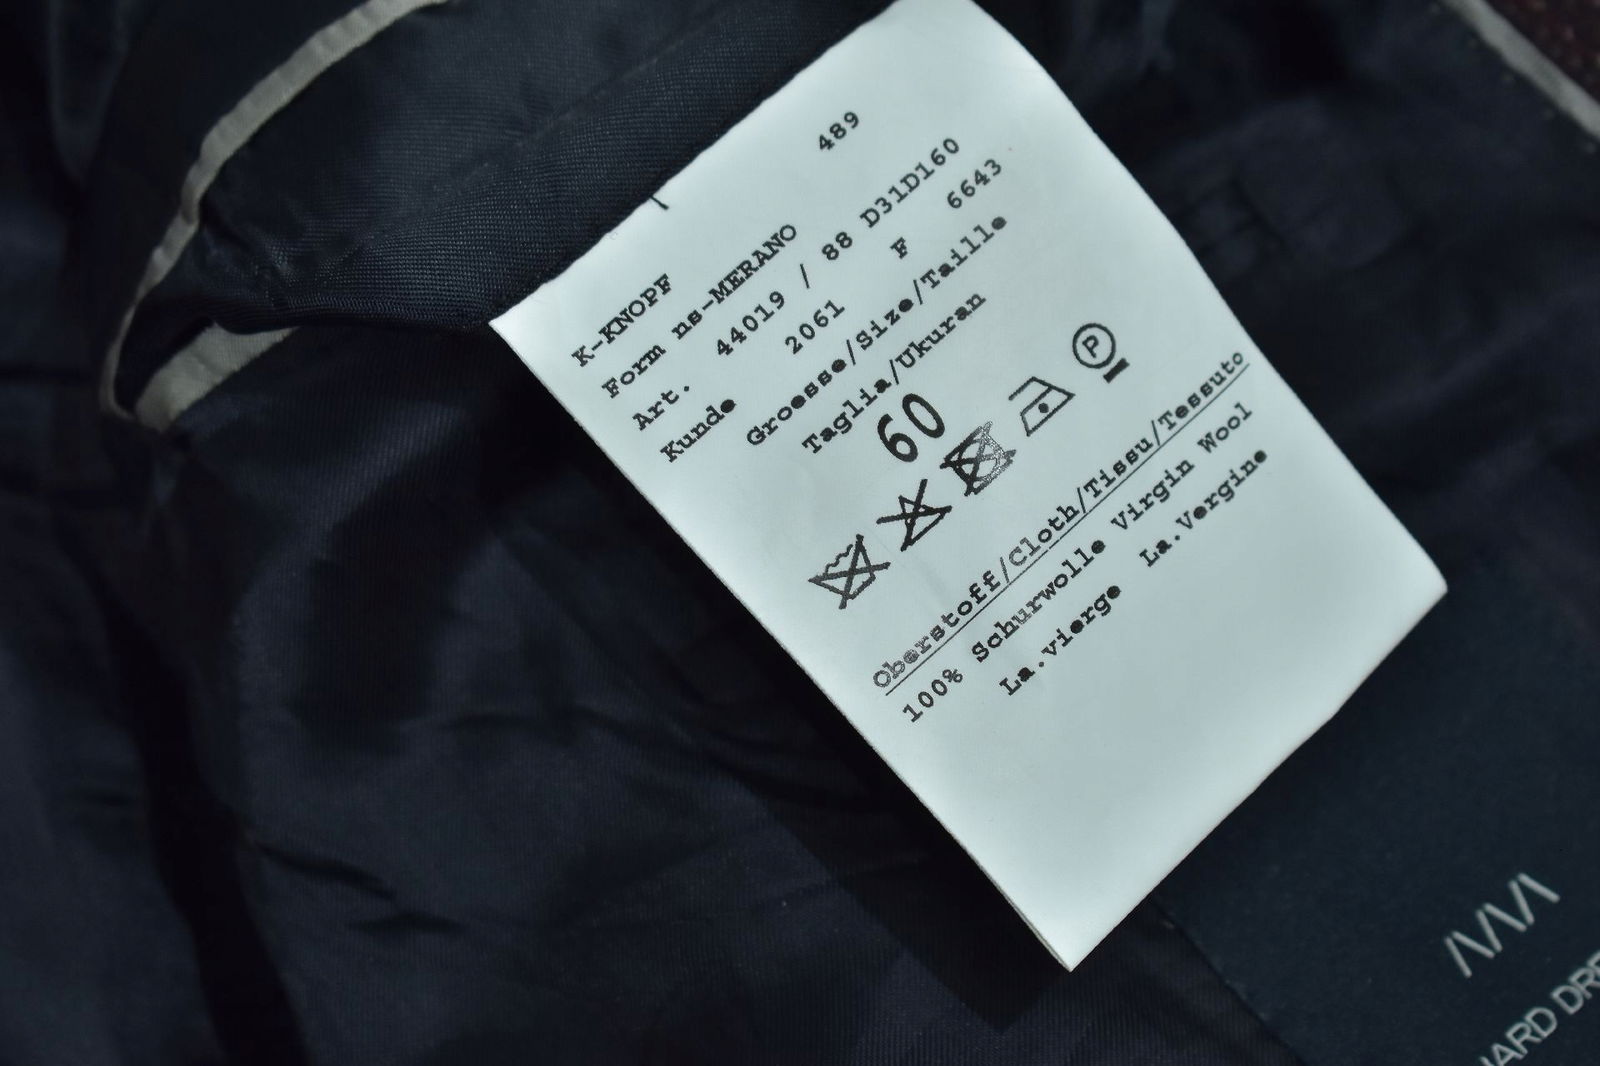 489
K-KNOPF
Form ns-MERANO
Art. 44019 / 88 D31D160
Kunde 2061 F 6643
Groesse/Size/Taille
Taglia/Ukuran
60
P
Oberstoff/Cloth/Tissu/Tessuto
100% Schurwolle Virgin Wool
La.vierge La.Vergine